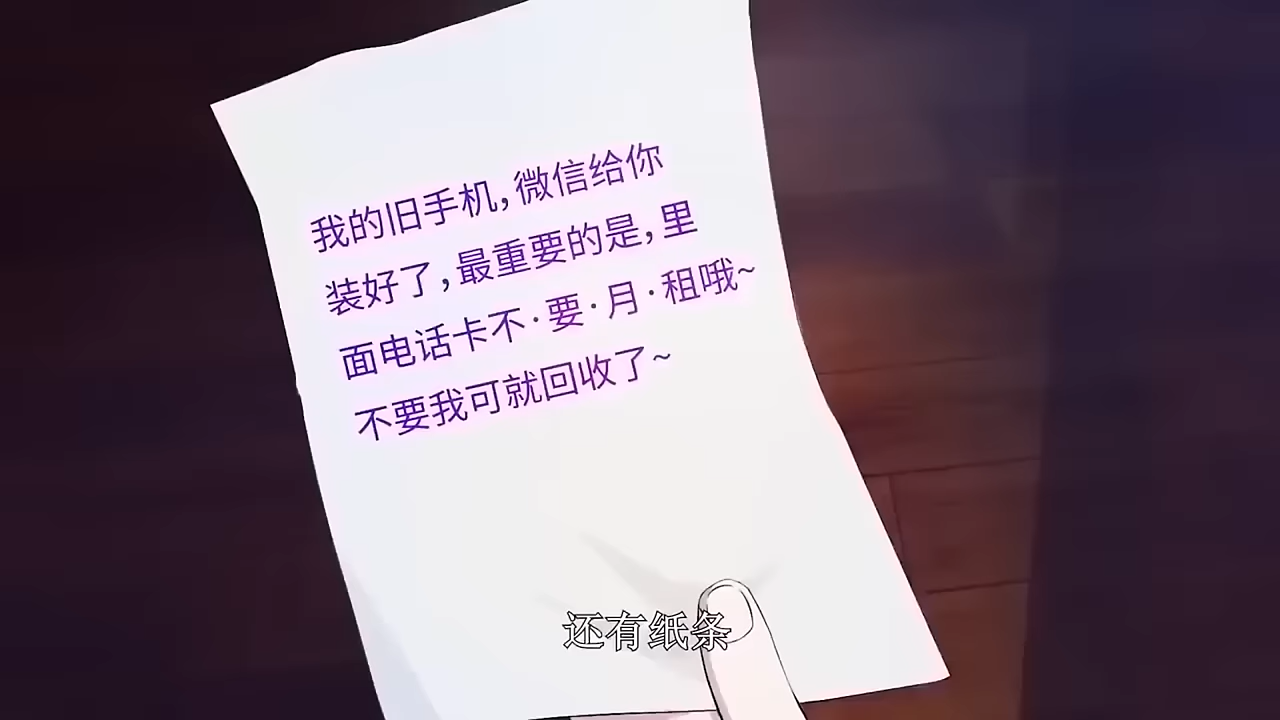 我的旧手机，微信给你
装好了，最重要的是，里
面电话卡不·要·月·租哦~
不要我可就回收了~
还有纸条